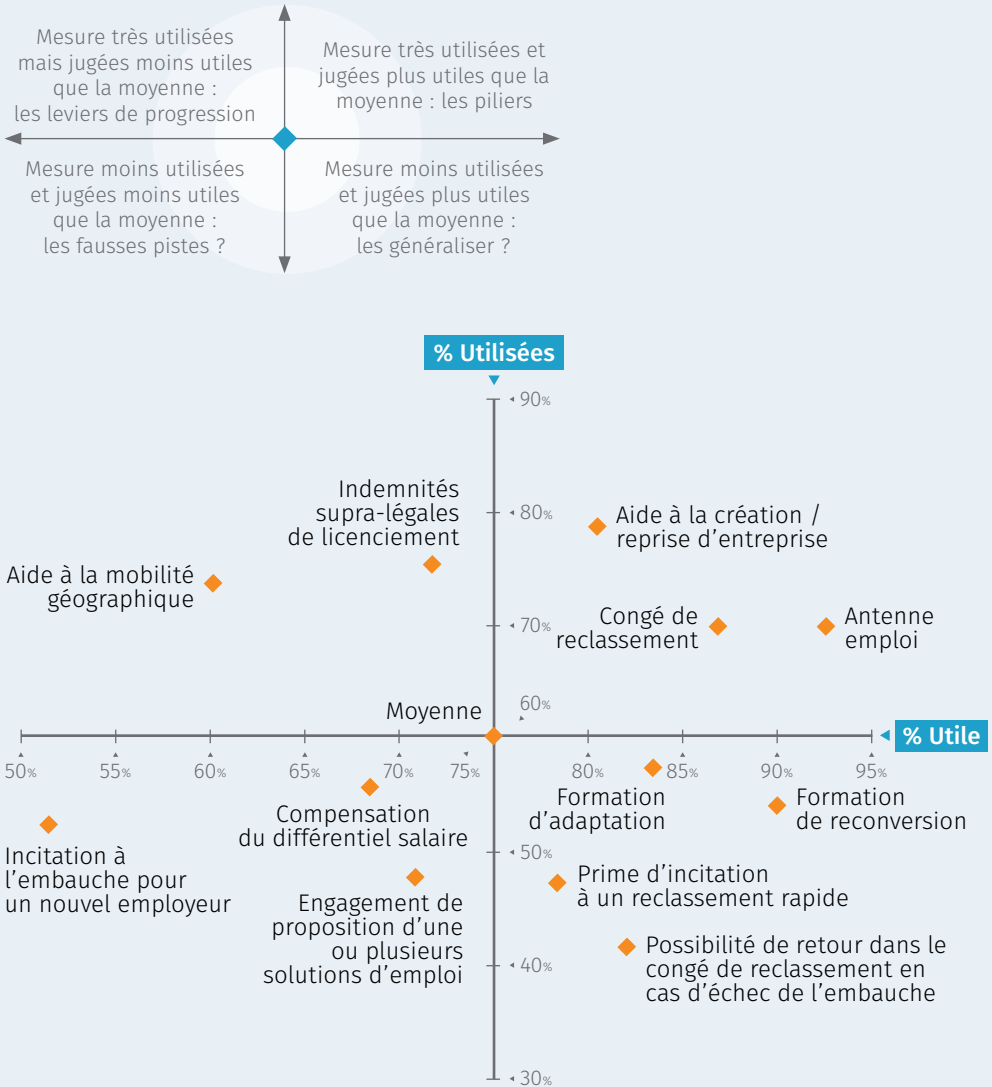 Mesure très utilisées
mais jugées moins utiles
que la moyenne :
les leviers de progression
Mesure très utilisées et
jugées plus utiles que la
moyenne : les piliers
Mesure moins utilisées
et jugées moins utiles
que la moyenne :
les fausses pistes ?
Mesure moins utilisées
et jugées plus utiles
que la moyenne :
les généraliser ?
% Utilisées
90%
Indemnités
supra-légales
de licenciement
80%
Aide à la création /
reprise d’entreprise
Aide à la mobilité
géographique
Congé de
reclassement
70%
Antenne
emploi
Moyenne
60%
% Utile
50%
55%
60%
65%
70%
75%
80%
85%
90%
95%
Compensation
du différentiel salaire
Formation
d’adaptation
Formation
de reconversion
Incitation à
l’embauche pour
un nouvel employeur
50%
Engagement de
proposition d’une
ou plusieurs
solutions d’emploi
Prime d’incitation
à un reclassement rapide
40%
Possibilité de retour dans le
congé de reclassement en
cas d’échec de l’embauche
30%